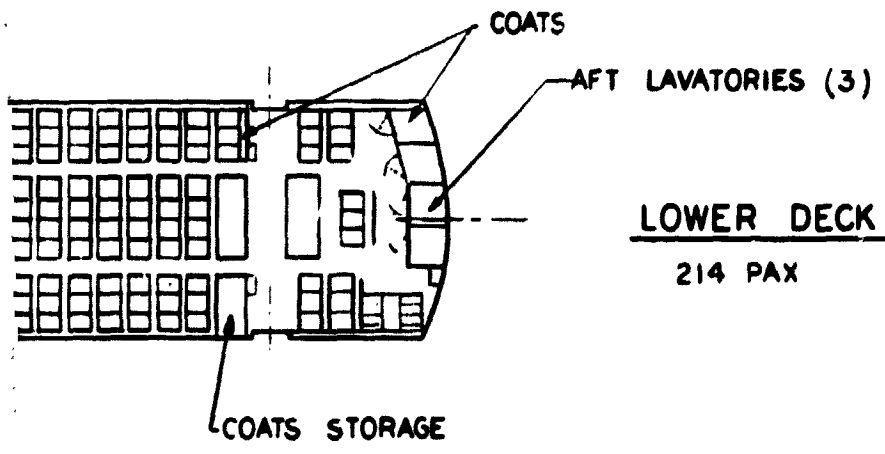 COATS
AFT LAVATORIES (3)
LOWER DECK
214 PAX
COATS STORAGE